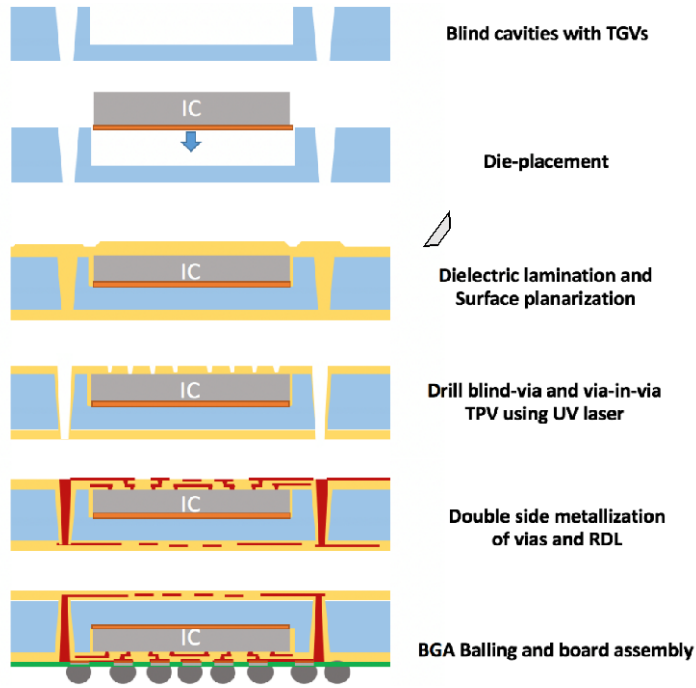 Blind cavities with TGVs
IC
Die-placement
IC
Dielectric lamination and
Surface planarization
IC
Drill blind-via and via-in-via
TPV using UV laser
IC
Double side metallization
of vias and RDL
IC
BGA Balling and board assembly